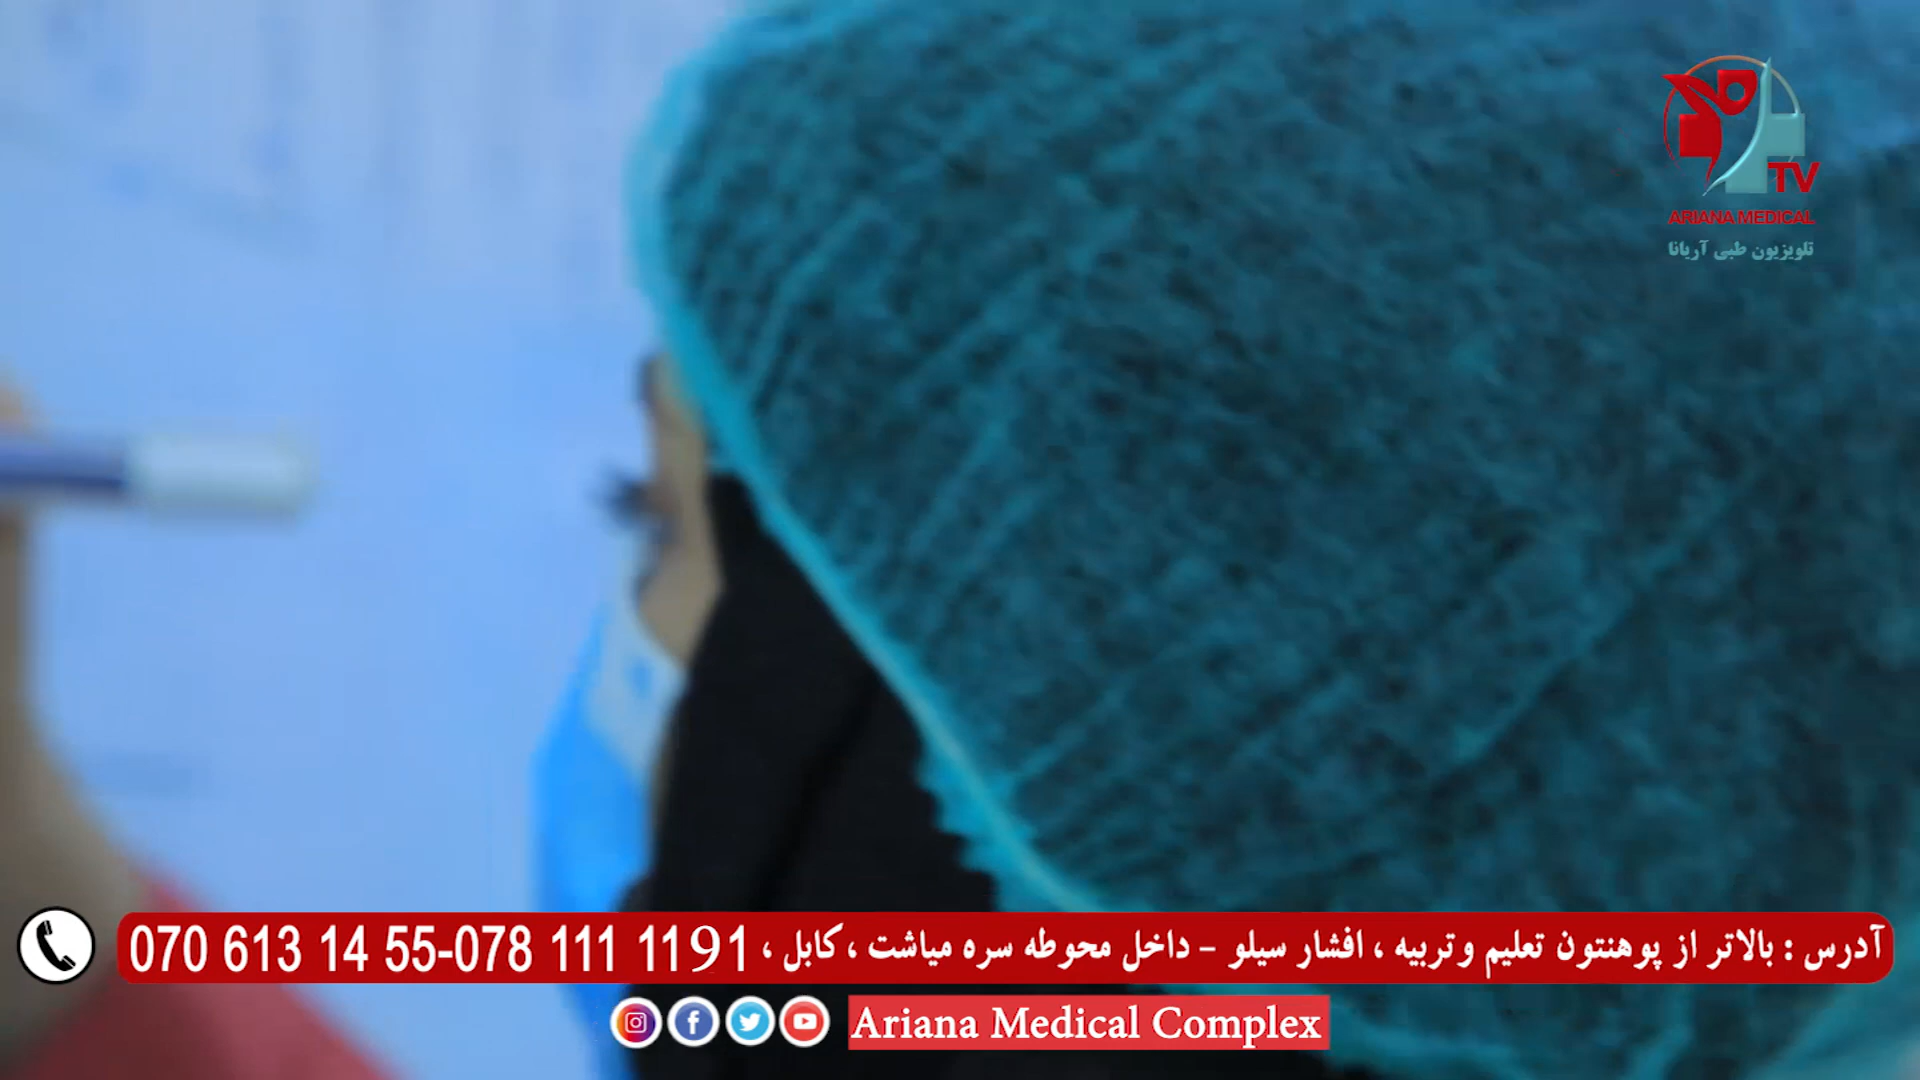 TV
ARIANA MEDICAL
تلویزیون طبی آریانا
آدرس : بالاتر از پوهنتون تعلیم وتربیه ، افشار سیلو - داخل محوطه سره میاشت ، کابل ، 070 613 14 55-078 111 1191
Ariana Medical Complex